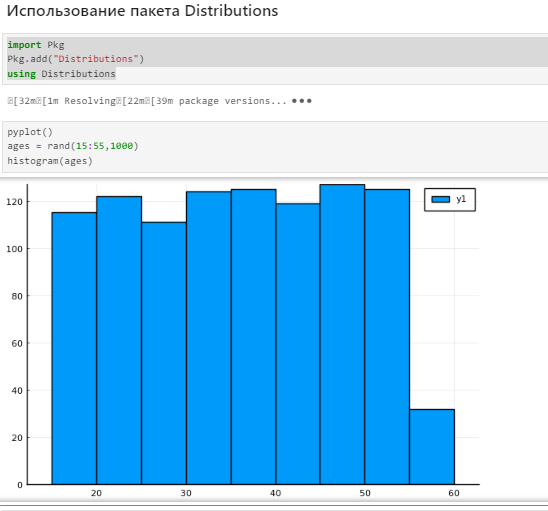 Использование пакета Distributions
import Pkg
Pkg.add("Distributions")
using Distributions
[32m[1m Resolving[22m[39m package versions... •••
pyplot()
ages = rand(15:55,1000)
histogram(ages)
y1
120
100
80
60
40
20
0
20 30 40 50 60